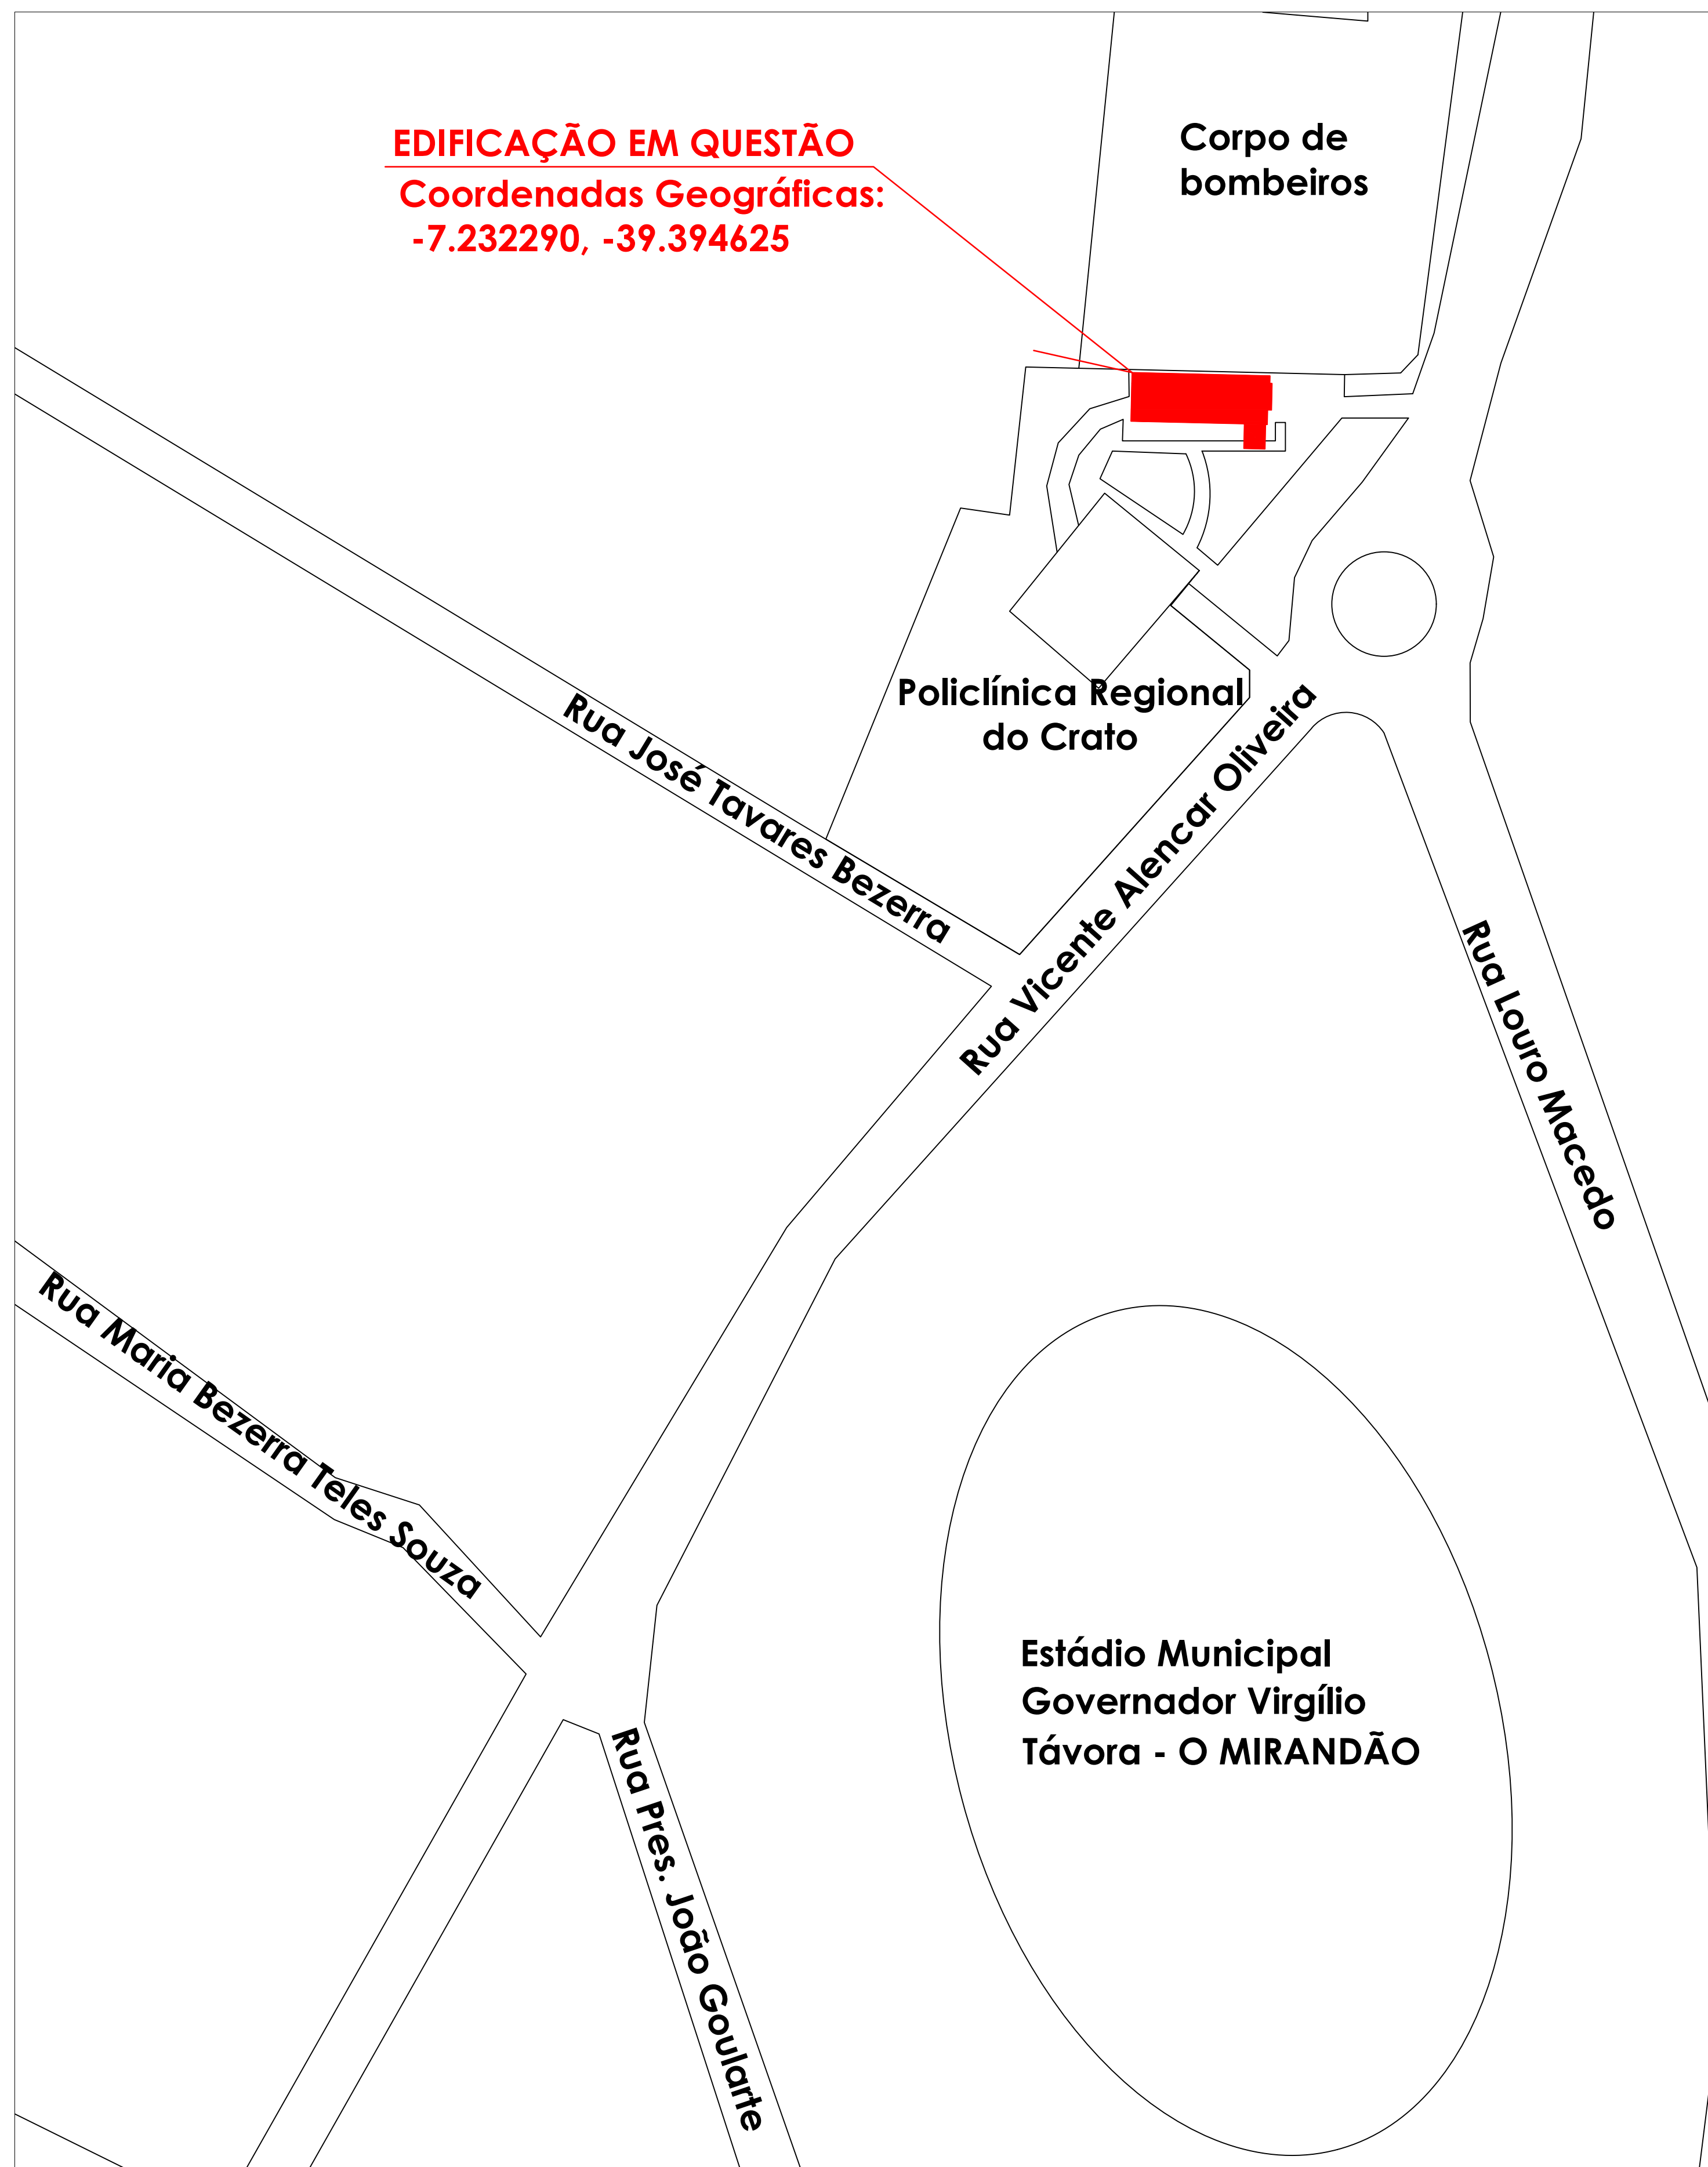 EDIFICAÇÃO EM QUESTÃO
Coordenadas Geográficas:
-7.232290, -39.394625
Corpo de
bombeiros
Policlínica Regional
do Crato
Rua José Tavares Bezerra
Rua Vicente Alencar Oliveira
Rua Louro Macedo
Rua Maria Bezerra Teles Souza
Estádio Municipal
Governador Virgílio
Távora - O MIRANDÃO
Rua Pres. João Goularte